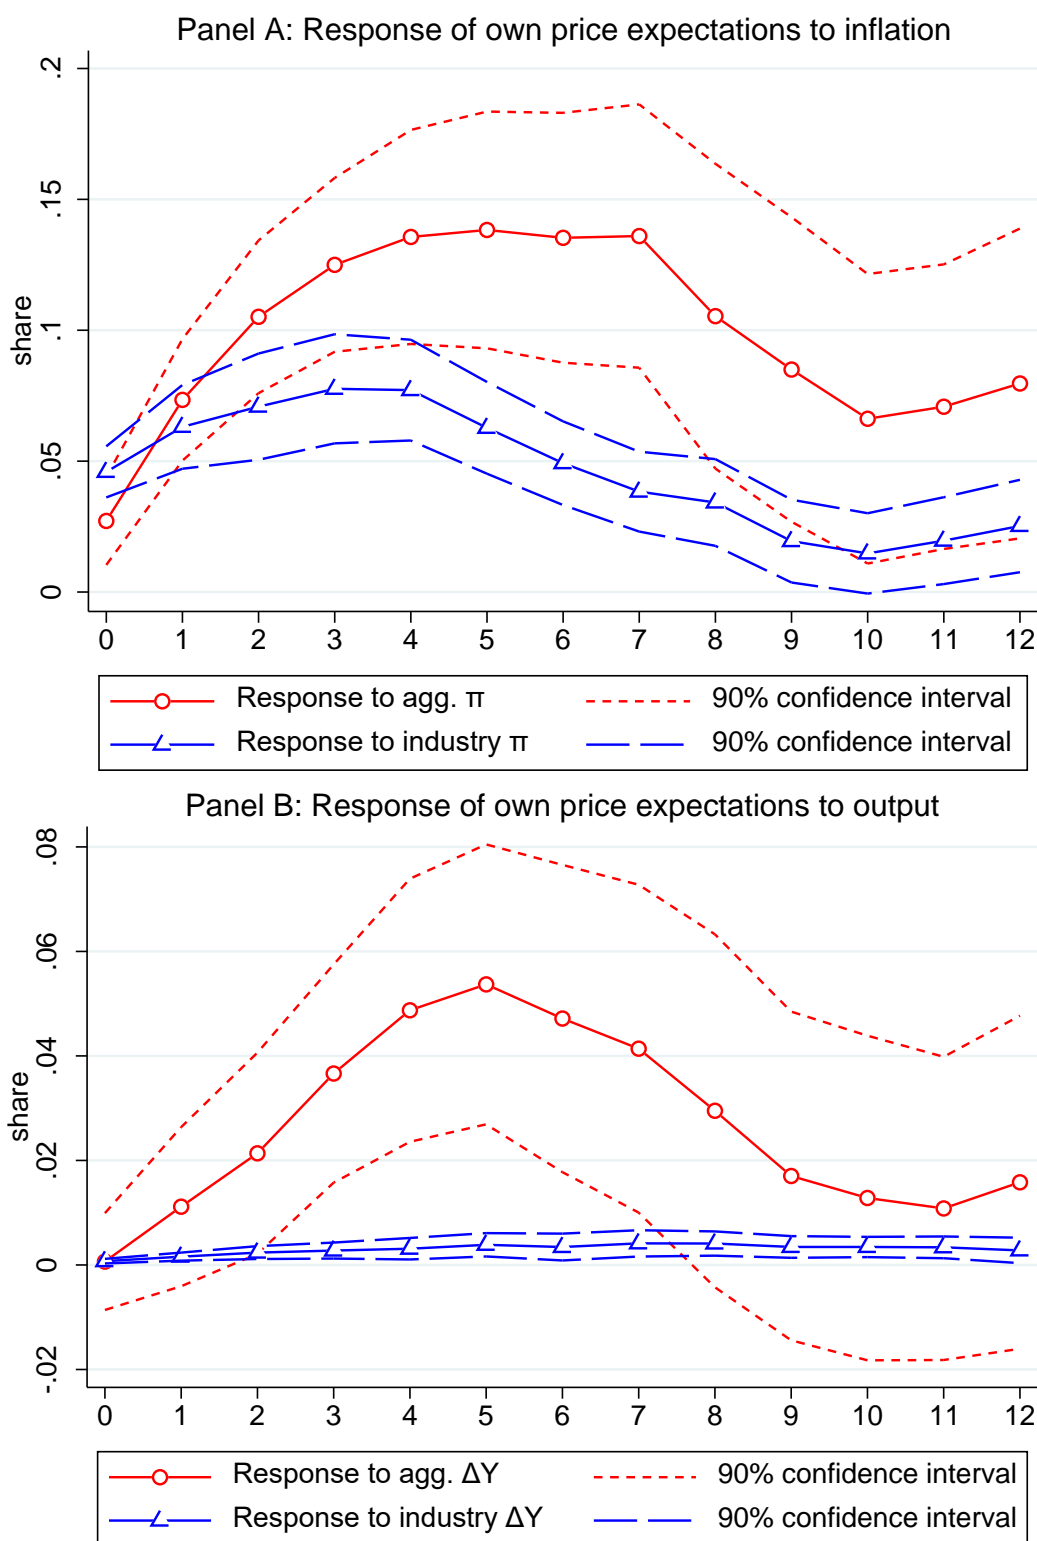 Panel A: Response of own price expectations to inflation
.2
.15
.1
.05
0
share
0 1 2 3 4 5 6 7 8 9 10 11 12
Response to agg. π 90% confidence interval
Response to industry π 90% confidence interval
Panel B: Response of own price expectations to output
.08
.06
.04
.02
0
-.02
share
0 1 2 3 4 5 6 7 8 9 10 11 12
Response to agg. ΔY 90% confidence interval
Response to industry ΔY 90% confidence interval